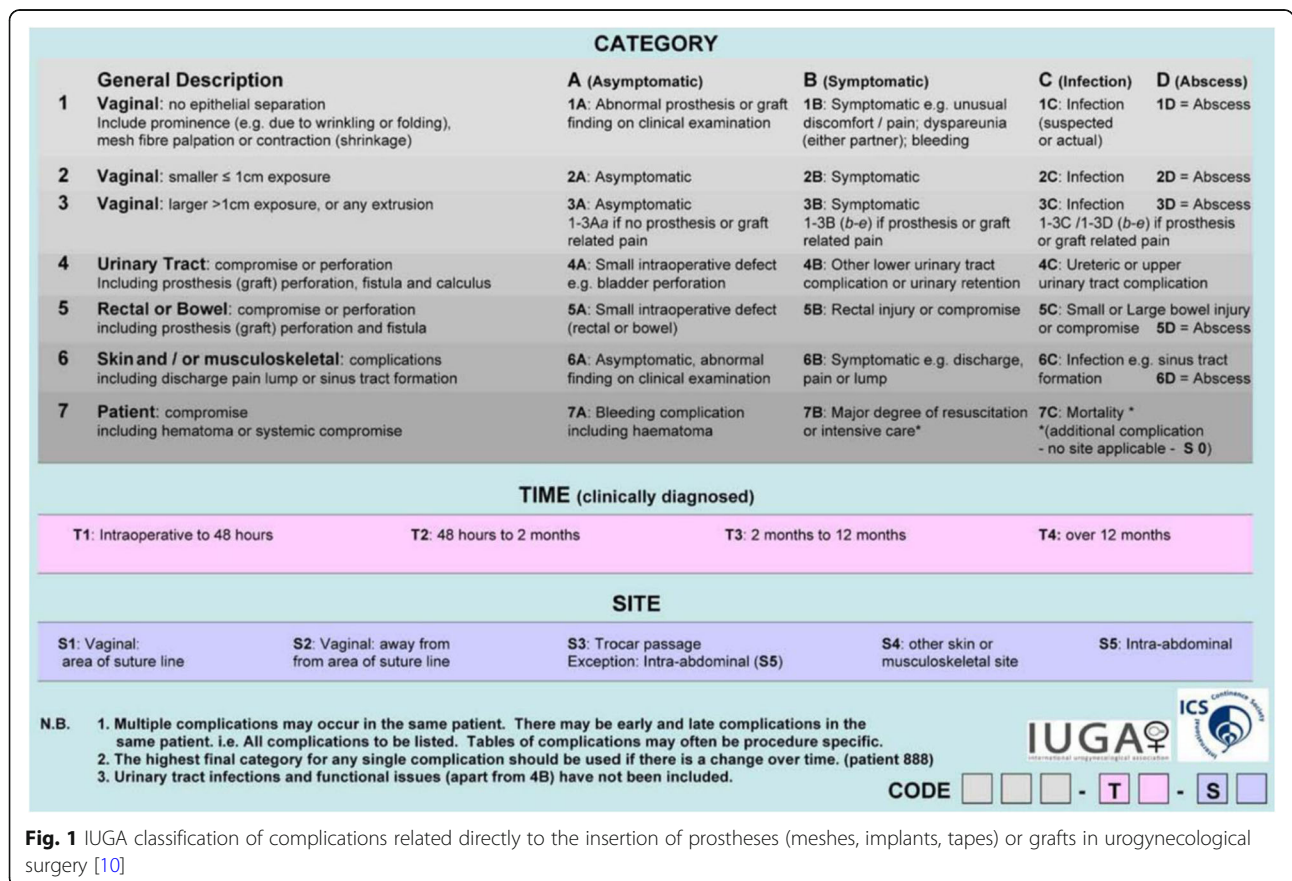 CATEGORY
General Description A (Asymptomatic) B (Symptomatic) C (Infection) D (Abscess)
1 Vaginal: no epithelial separation 1A: Abnormal prosthesis or graft 1B: Symptomatic e.g. unusual 1C: Infection 1D = Abscess
Include prominence (e.g. due to wrinkling or folding), finding on clinical examination discomfort / pain; dyspareunia (suspected
mesh fibre palpation or contraction (shrinkage) (either partner); bleeding or actual)
2 Vaginal: smaller ≤ 1cm exposure 2A: Asymptomatic 2B: Symptomatic 2C: Infection 2D = Abscess
3 Vaginal: larger >1cm exposure, or any extrusion 3A: Asymptomatic 3B: Symptomatic 3C: Infection 3D = Abscess
1-3Aa if no prosthesis or graft 1-3B (b-e) if prosthesis or graft 1-3C /1-3D (b-e) if prosthesis
related pain related pain or graft related pain
4 Urinary Tract: compromise or perforation 4A: Small intraoperative defect 4B: Other lower urinary tract 4C: Ureteric or upper
Including prosthesis (graft) perforation, fistula and calculus e.g. bladder perforation complication or urinary retention urinary tract complication
5 Rectal or Bowel: compromise or perforation 5A: Small intraoperative defect 5B: Rectal injury or compromise 5C: Small or Large bowel injury
including prosthesis (graft) perforation and fistula (rectal or bowel) or compromise 5D = Abscess
6 Skin and / or musculoskeletal: complications 6A: Asymptomatic, abnormal 6B: Symptomatic e.g. discharge, 6C: Infection e.g. sinus tract
including discharge pain lump or sinus tract formation finding on clinical examination pain or lump formation 6D = Abscess
7 Patient: compromise 7A: Bleeding complication 7B: Major degree of resuscitation 7C: Mortality *
including hematoma or systemic compromise including haematoma or intensive care* *(additional complication
- no site applicable - S 0)
TIME (clinically diagnosed)
T1: Intraoperative to 48 hours T2: 48 hours to 2 months T3: 2 months to 12 months T4: over 12 months
SITE
S1: Vaginal: S2: Vaginal: away from S3: Trocar passage S4: other skin or S5: Intra-abdominal
area of suture line from area of suture line Exception: Intra-abdominal (S5) musculoskeletal site
N.B. 1. Multiple complications may occur in the same patient. There may be early and late complications in the
same patient. i.e. All complications to be listed. Tables of complications may often be procedure specific.
2. The highest final category for any single complication should be used if there is a change over time. (patient 888)
3. Urinary tract infections and functional issues (apart from 4B) have not been included.
IUGA
international urogynecological association
ICS
International Continence Society
CODE - T - S
Fig. 1 IUGA classification of complications related directly to the insertion of prostheses (meshes, implants, tapes) or grafts in urogynecological
surgery [10]